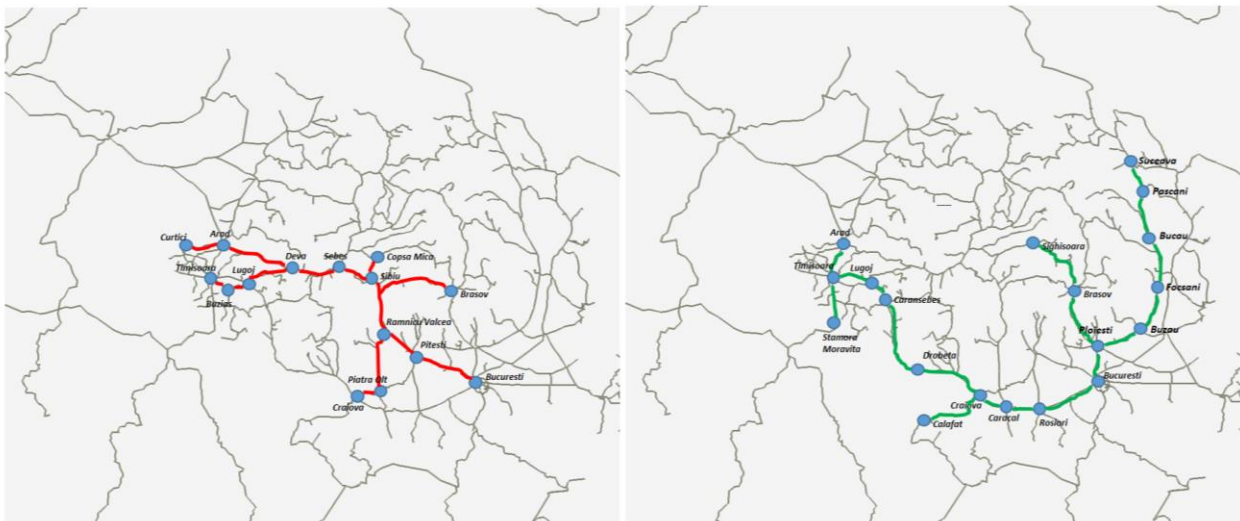 Curtici
Arad
Timisoara
Lugoj
Buzias
Deva
Sebes
Copsa Mica
Sibiu
Brasov
Ramnicu Valcea
Pitesti
Bucuresti
Piatra Olt
Craiova
Suceava
Pascani
Bacau
Focsani
Buzau
Ploiesti
Bucuresti
Sighisoara
Brasov
Arad
Timisoara
Lugoj
Caransebes
Stamora
Moravita
Drobeta
Craiova
Caracal
Rosiori
Calafat